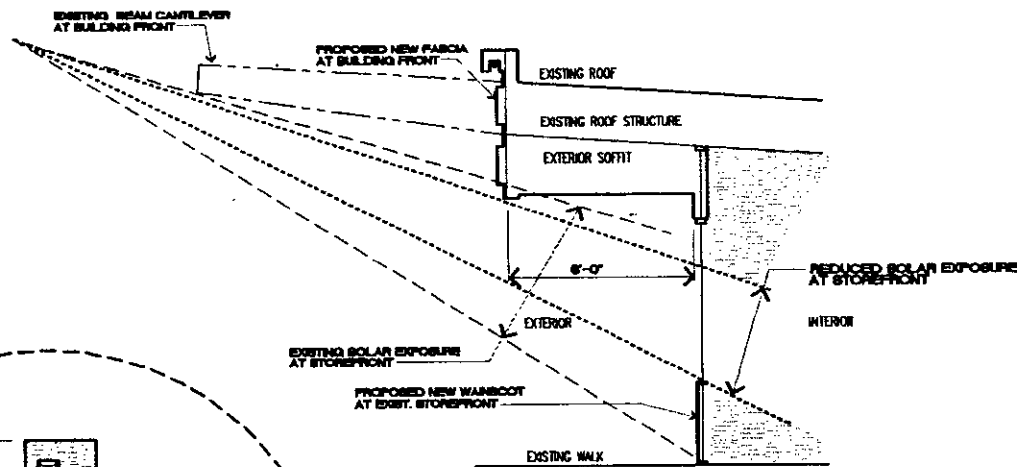 EXISTING BEAM CANTILEVER
AT BUILDING FRONT
PROPOSED NEW FASCIA
AT BUILDING FRONT
EXISTING ROOF
EXISTING ROOF STRUCTURE
EXTERIOR SOFFIT
6'-0"
REDUCED SOLAR EXPOSURE
AT STOREFRONT
INTERIOR
EXTERIOR
EXISTING SOLAR EXPOSURE
AT STOREFRONT
PROPOSED NEW WAINSCOT
AT EXIST. STOREFRONT
EXISTING WALK